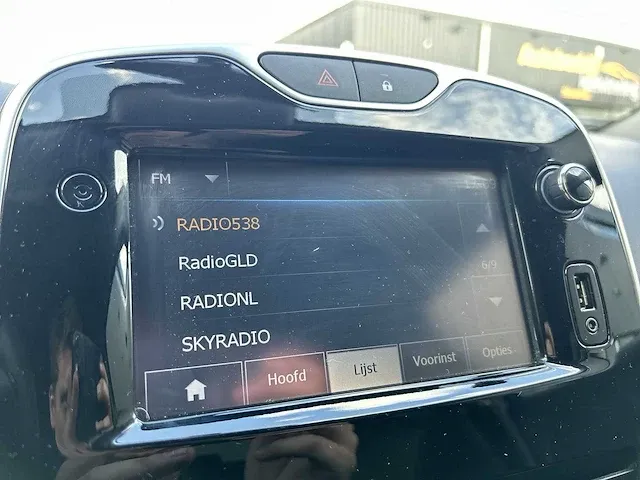 FM
RADIO538
RadioGLD
6/9
RADIONL
SKYRADIO
Hoofd
Lijst
Voorinst
Opties